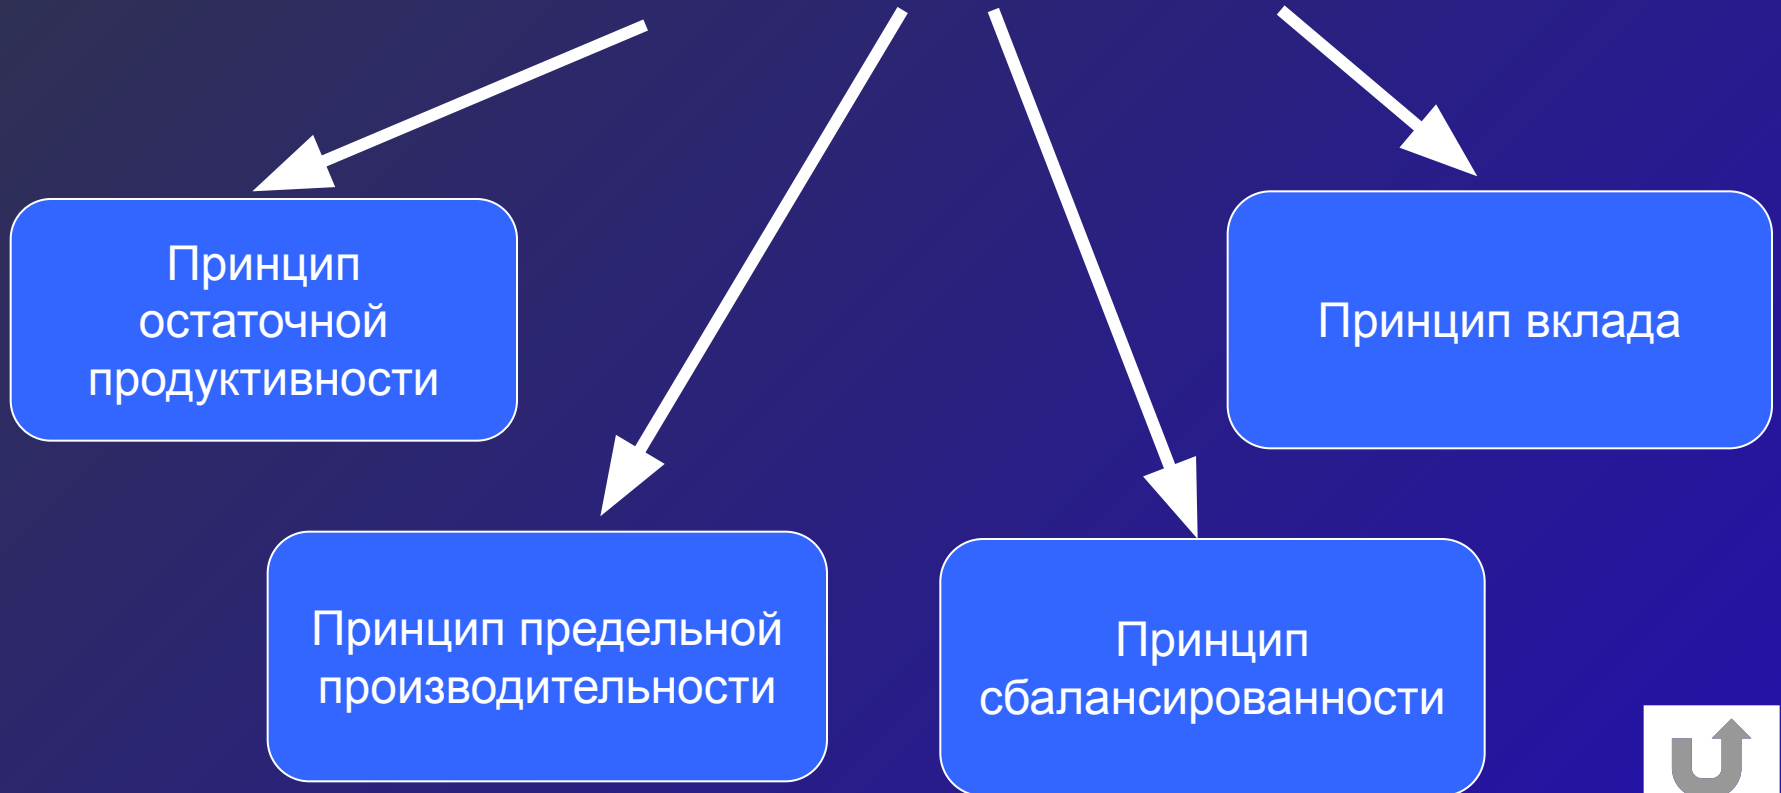 Принцип
остаточной
продуктивности
Принцип вклада
Принцип предельной
производительности
Принцип
сбалансированности